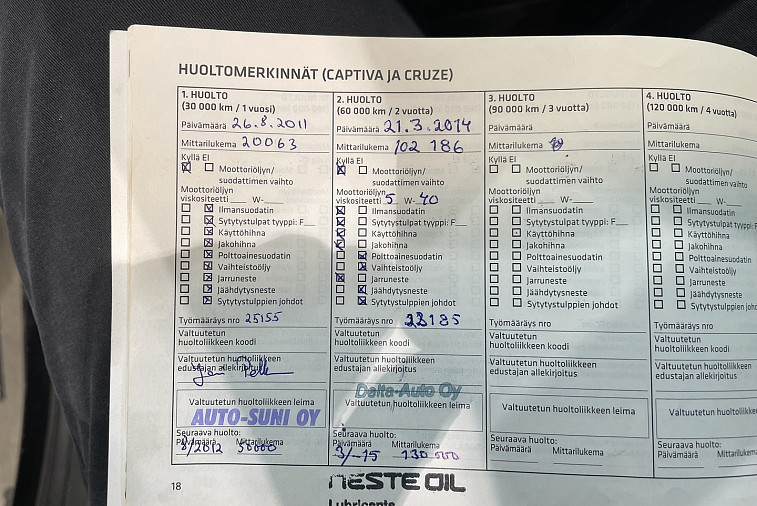 HUOLTOMERKINNÄT (CAPTIVA JA CRUZE)
1. HUOLTO
(30 000 km / 1 vuosi)
Päivämäärä 26.8.2011
Mittarilukema 20063
Kyllä Ei
Moottoriöljyn/
suodattimen vaihto
Moottoriöljyn
viskositeetti W-
Ilmansuodatin
Sytytystulpat tyyppi: F
Käyttöhihna
Jakohihna
Polttoainesuodatin
Vaihteistoöljy
Jarruneste
Jäähdytysneste
Sytytystulppien johdot
Työmääräys nro 25155
Valtuutetun
huoltoliikkeen koodi
Valtuutetun huoltoliikkeen
edustajan allekirjoitus
Valtuutetun huoltoliikkeen leima
AUTO-SUNI OY
Seuraava huolto:
Päivämäärä Mittarilukema
8/2012 50000
2. HUOLTO
(60 000 km / 2 vuotta)
Päivämäärä 21.3.2014
Mittarilukema 102 186
Kyllä Ei
Moottoriöljyn/
suodattimen vaihto
Moottoriöljyn
viskositeetti 5 W- 40
Ilmansuodatin
Sytytystulpat tyyppi: F
Käyttöhihna
Jakohihna
Polttoainesuodatin
Vaihteistoöljy
Jarruneste
Jäähdytysneste
Sytytystulppien johdot
Työmääräys nro 22185
Valtuutetun
huoltoliikkeen koodi
Valtuutetun huoltoliikkeen
edustajan allekirjoitus
Delta-Auto Oy
Valtuutetun huoltoliikkeen leima
Seuraava huolto:
Päivämäärä Mittarilukema
3/-15 130 000
3. HUOLTO
(90 000 km / 3 vuotta)
Päivämäärä
Mittarilukema
Kyllä Ei
Moottoriöljyn/
suodattimen vaihto
Moottoriöljyn
viskositeetti W-
Ilmansuodatin
Sytytystulpat tyyppi: F
Käyttöhihna
Jakohihna
Polttoainesuodatin
Vaihteistoöljy
Jarruneste
Jäähdytysneste
Sytytystulppien johdot
Työmääräys nro
Valtuutetun
huoltoliikkeen koodi
Valtuutetun huoltoliikkeen
edustajan allekirjoitus
Valtuutetun huoltoliikkeen leima
Seuraava huolto:
Päivämäärä Mittarilukema
4. HUOLTO
(120 000 km / 4 vuotta)
Päivämäärä
Mittarilukema
Kyllä Ei
Moottoriöljyn/
suodattimen vaihto
Moottoriöljyn
viskositeetti W-
Ilmansuodatin
Sytytystulpat tyyppi: F
Käyttöhihna
Jakohihna
Polttoainesuodatin
Vaihteistoöljy
Jarruneste
Jäähdytysneste
Sytytystulppien johdot
Työmääräys nro
Valtuutetun
huoltoliikkeen koodi
Valtuutetun huoltoliikkeen
edustajan allekirjoitus
Valtuutetun huoltoliikkeen
Seuraava huolto:
Päivämäärä Mittarilukema
18
NESTE OIL
Lubricants